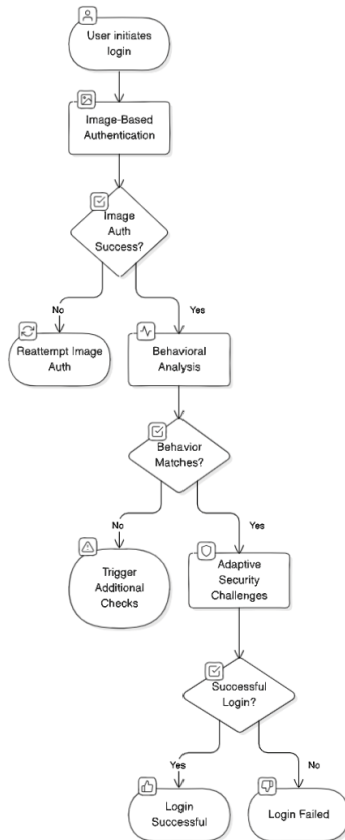 User initiates
login
Image-Based
Authentication
Image
Auth
Success?
No
Yes
Reattempt Image
Auth
Behavioral
Analysis
Behavior
Matches?
No
Yes
Trigger
Additional
Checks
Adaptive
Security
Challenges
Successful
Login?
Yes
No
Login
Successful
Login Failed